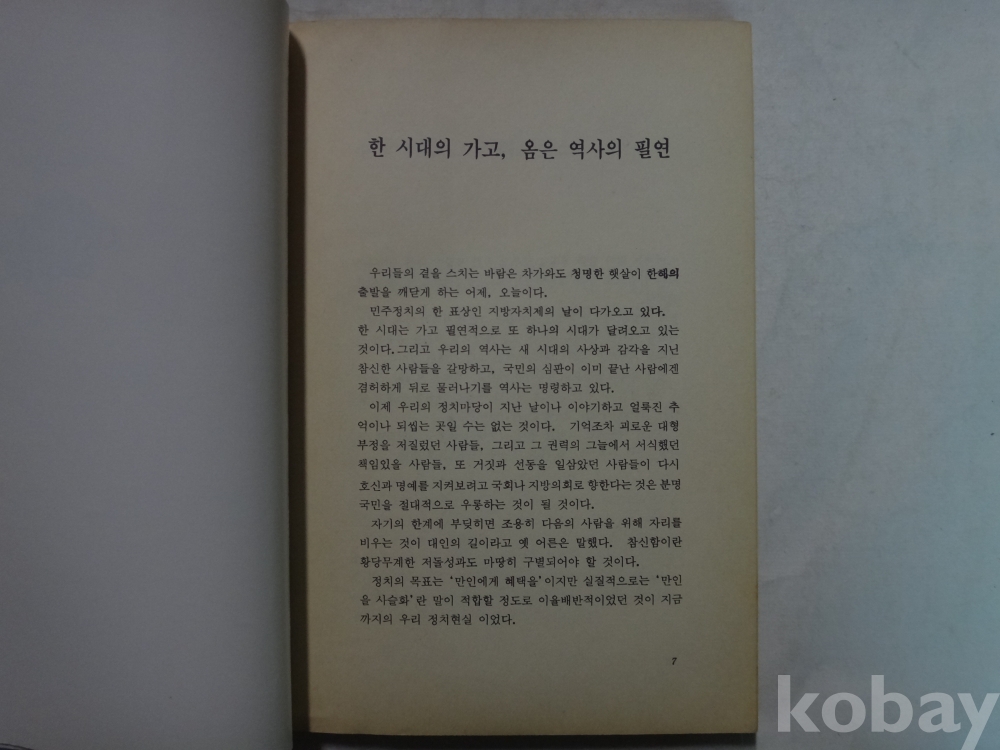 한 시대의 가고, 옴은 역사의 필연
우리들의 곁을 스치는 바람은 차가와도 청명한 햇살이 한해의
출발을 깨닫게 하는 어제, 오늘이다.
민주정치의 한 표상인 지방자치제의 날이 다가오고 있다.
한 시대는 가고 필연적으로 또 하나의 시대가 달려오고 있는
것이다. 그리고 우리의 역사는 새 시대의 사상과 감각을 지닌
참신한 사람들을 갈망하고, 국민의 심판이 이미 끝난 사람에겐
겸허하게 뒤로 물러나기를 역사는 명령하고 있다.
이제 우리의 정치마당이 지난 날이나 이야기하고 얼룩진 추
억이나 되씹는 곳일 수는 없는 것이다. 기억조차 괴로운 대형
부정을 저질렀던 사람들, 그리고 그 권력의 그늘에서 서식했던
책임있을 사람들, 또 거짓과 선동을 일삼았던 사람들이 다시
호신과 명예를 지켜보려고 국회나 지방의회로 향한다는 것은 분명
국민을 절대적으로 우롱하는 것이 될 것이다.
자기의 한계에 부딪히면 조용히 다음의 사람을 위해 자리를
비우는 것이 대인의 길이라고 옛 어른은 말했다. 참신함이란
황당무계한 저돌성과도 마땅히 구별되어야 할 것이다.
정치의 목표는 ‘만인에게 혜택을’이지만 실질적으로는 ‘만인
을 사슬화’란 말이 적합할 정도로 이율배반적이었던 것이 지금
까지의 우리 정치현실 이었다.
7
kobay